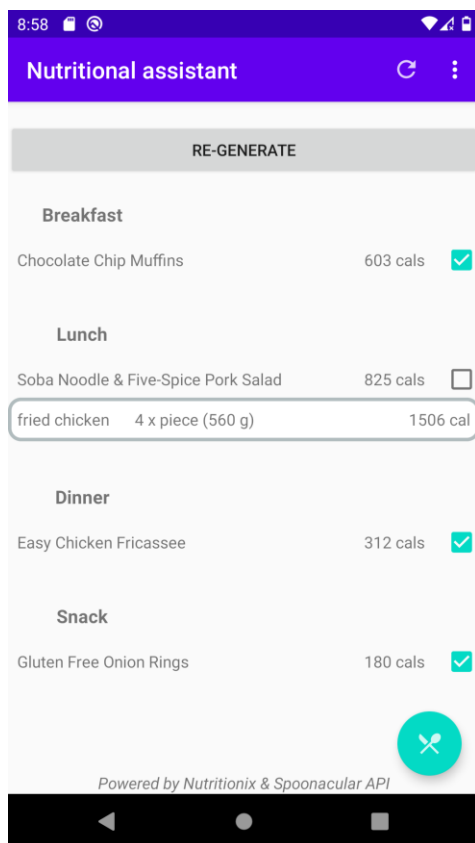 8:58
Nutritional assistant
RE-GENERATE
Breakfast
Chocolate Chip Muffins 603 cals
Lunch
Soba Noodle & Five-Spice Pork Salad 825 cals
fried chicken 4 x piece (560 g) 1506 cal
Dinner
Easy Chicken Fricassee 312 cals
Snack
Gluten Free Onion Rings 180 cals
Powered by Nutritionix & Spoonacular API